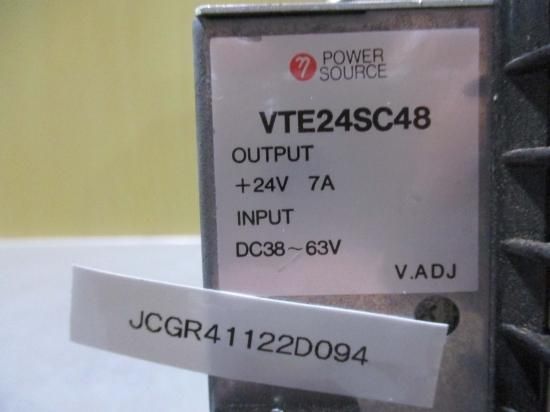 η POWER
SOURCE
VTE24SC48
OUTPUT
+24V 7A
INPUT
DC38~63V
V.ADJ
JCGR41122D094